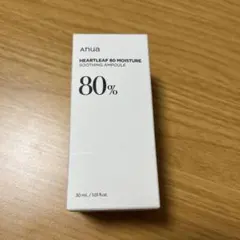 Anua
HEARTLEAF 80 MOISTURE
SOOTHING AMPOULE
80%
30 mL / 1.01 fl.oz.